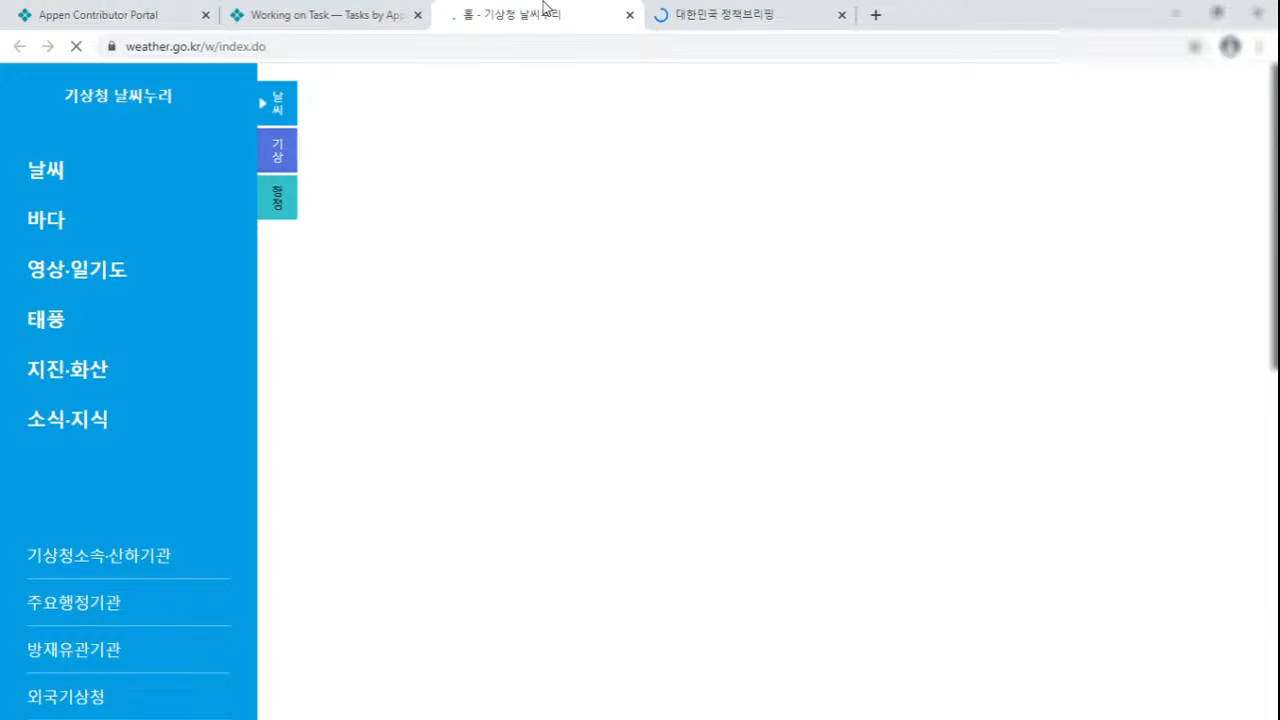 Appen Contributor Portal
Working on Task — Tasks by App
홈 - 기상청 날씨누리
대한민국 정책브리핑
weather.go.kr/w/index.do
기상청 날씨누리
날씨
기상
행정
날씨
바다
영상·일기도
태풍
지진·화산
소식·지식
기상청소속·산하기관
주요행정기관
방재유관기관
외국기상청